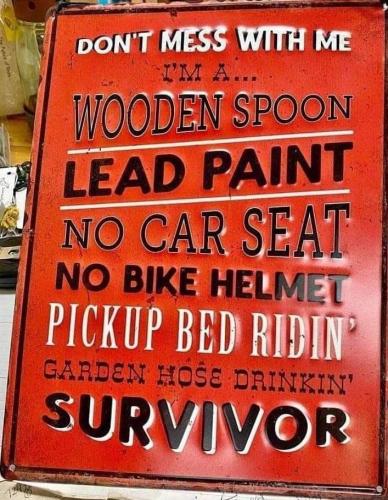 DON'T MESS WITH ME
I'M A...
WOODEN SPOON
LEAD PAINT
NO CAR SEAT
NO BIKE HELMET
PICKUP BED RIDIN'
GARDEN HOSE DRINKIN'
SURVIVOR